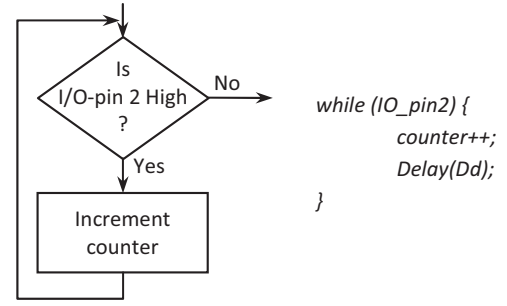 Is
I/O-pin 2 High
?
No
Yes
Increment
counter
while (IO_pin2) {
counter++;
Delay(Dd);
}